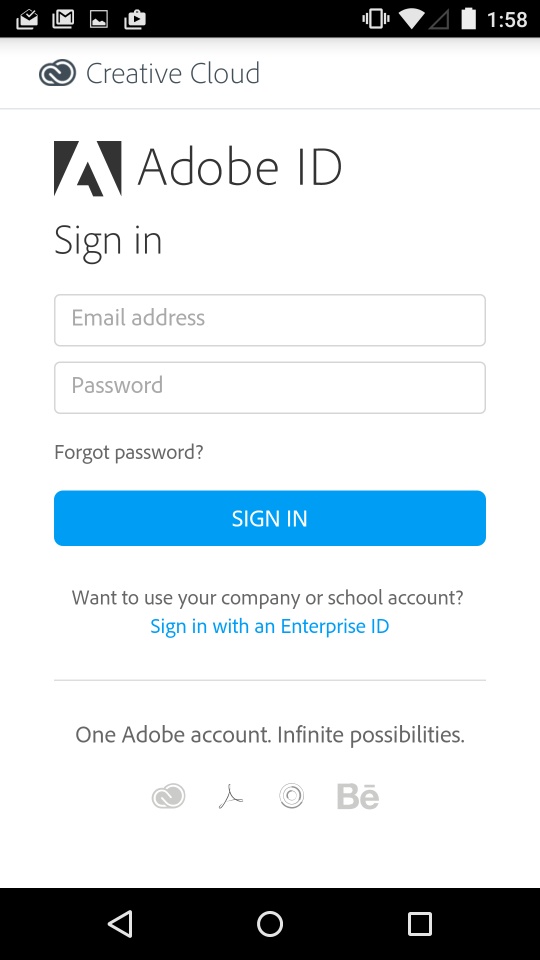 1:58
Creative Cloud
Adobe ID
Sign in
Email address
Password
Forgot password?
SIGN IN
Want to use your company or school account?
Sign in with an Enterprise ID
One Adobe account. Infinite possibilities.
Bē